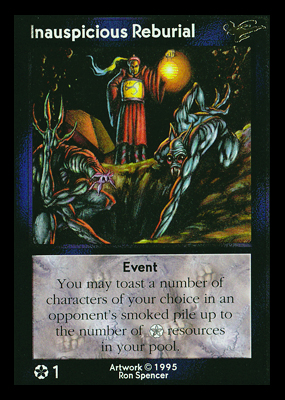 Inauspicious Reburial
Event
You may toast a number of
characters of your choice in an
opponent's smoked pile up to
the number of resources
in your pool.
1
Artwork © 1995
Ron Spencer